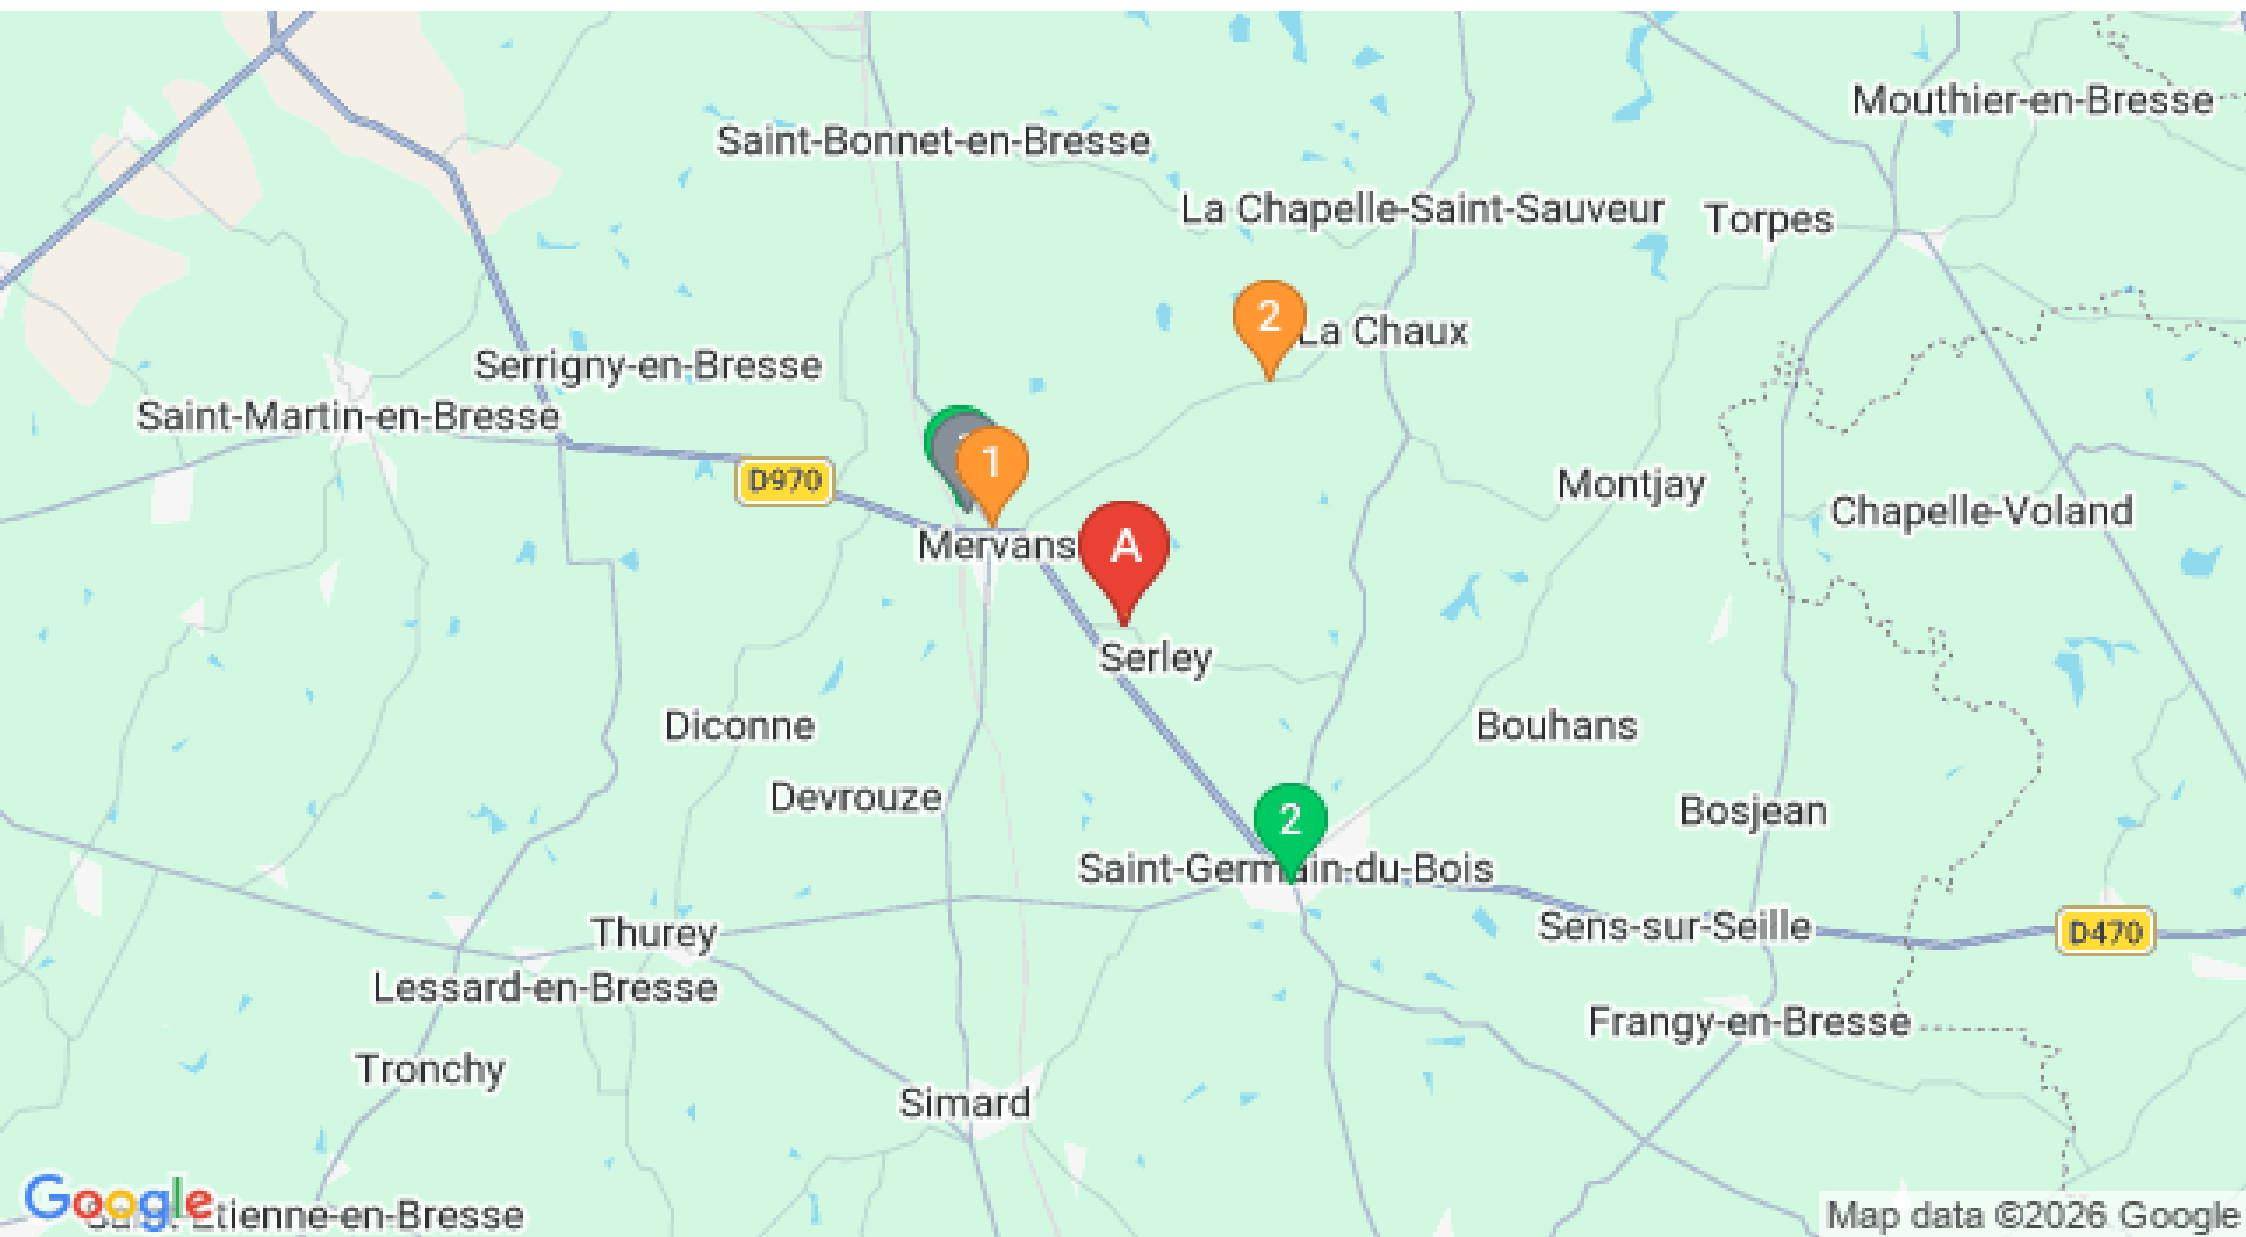 Mouthier-en-Bresse
Saint-Bonnet-en-Bresse
La Chapelle-Saint-Sauveur
Torpes
2
La Chaux
Serrigny-en-Bresse
Saint-Martin-en-Bresse
1
D970
Montjay
Chapelle-Voland
Mervans
A
Serley
Diconne
Bouhans
Devrouze
Bosjean
2
Saint-Germain-du-Bois
Thurey
Sens-sur-Seille
D470
Lessard-en-Bresse
Frangy-en-Bresse
Tronchy
Simard
Google
Etienne-en-Bresse
Map data ©2026 Google